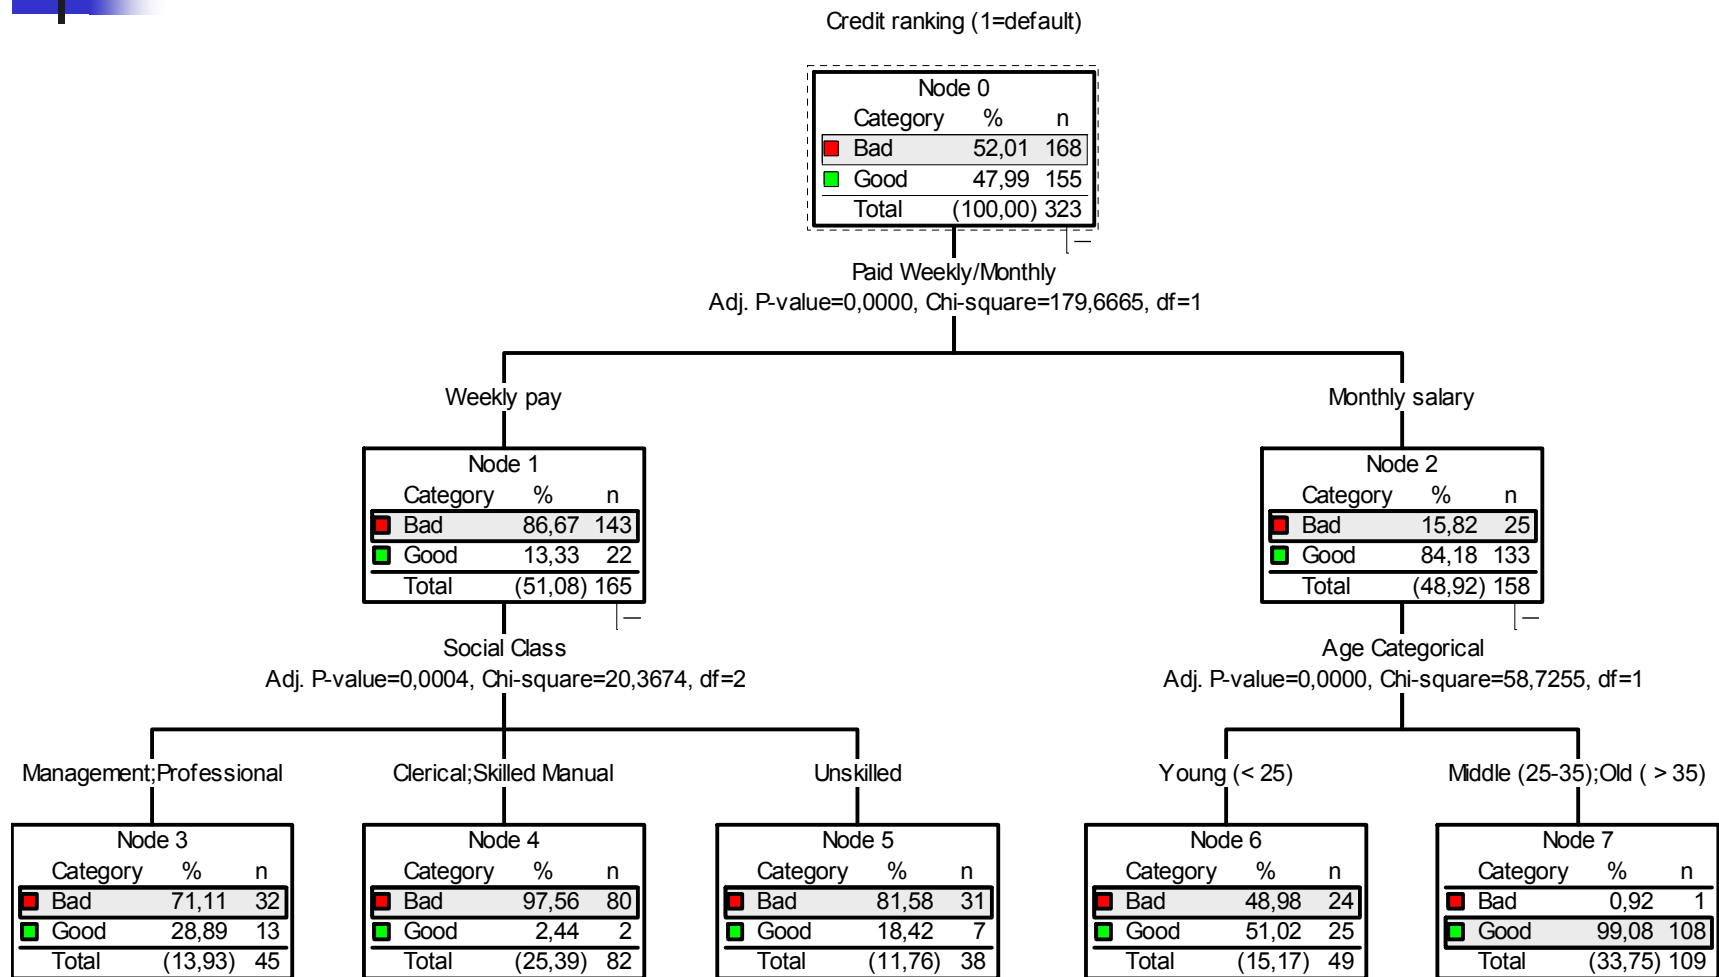 Credit ranking (1=default)
Node 0
Category % n
Bad 52,01 168
Good 47,99 155
Total (100,00) 323
Paid Weekly/Monthly
Adj. P-value=0,0000, Chi-square=179,6665, df=1
Weekly pay
Monthly salary
Node 1
Category % n
Bad 86,67 143
Good 13,33 22
Total (51,08) 165
Node 2
Category % n
Bad 15,82 25
Good 84,18 133
Total (48,92) 158
Social Class
Adj. P-value=0,0004, Chi-square=20,3674, df=2
Age Categorical
Adj. P-value=0,0000, Chi-square=58,7255, df=1
Management;Professional
Clerical;Skilled Manual
Unskilled
Young (< 25)
Middle (25-35);Old ( > 35)
Node 3
Category % n
Bad 71,11 32
Good 28,89 13
Total (13,93) 45
Node 4
Category % n
Bad 97,56 80
Good 2,44 2
Total (25,39) 82
Node 5
Category % n
Bad 81,58 31
Good 18,42 7
Total (11,76) 38
Node 6
Category % n
Bad 48,98 24
Good 51,02 25
Total (15,17) 49
Node 7
Category % n
Bad 0,92 1
Good 99,08 108
Total (33,75) 109